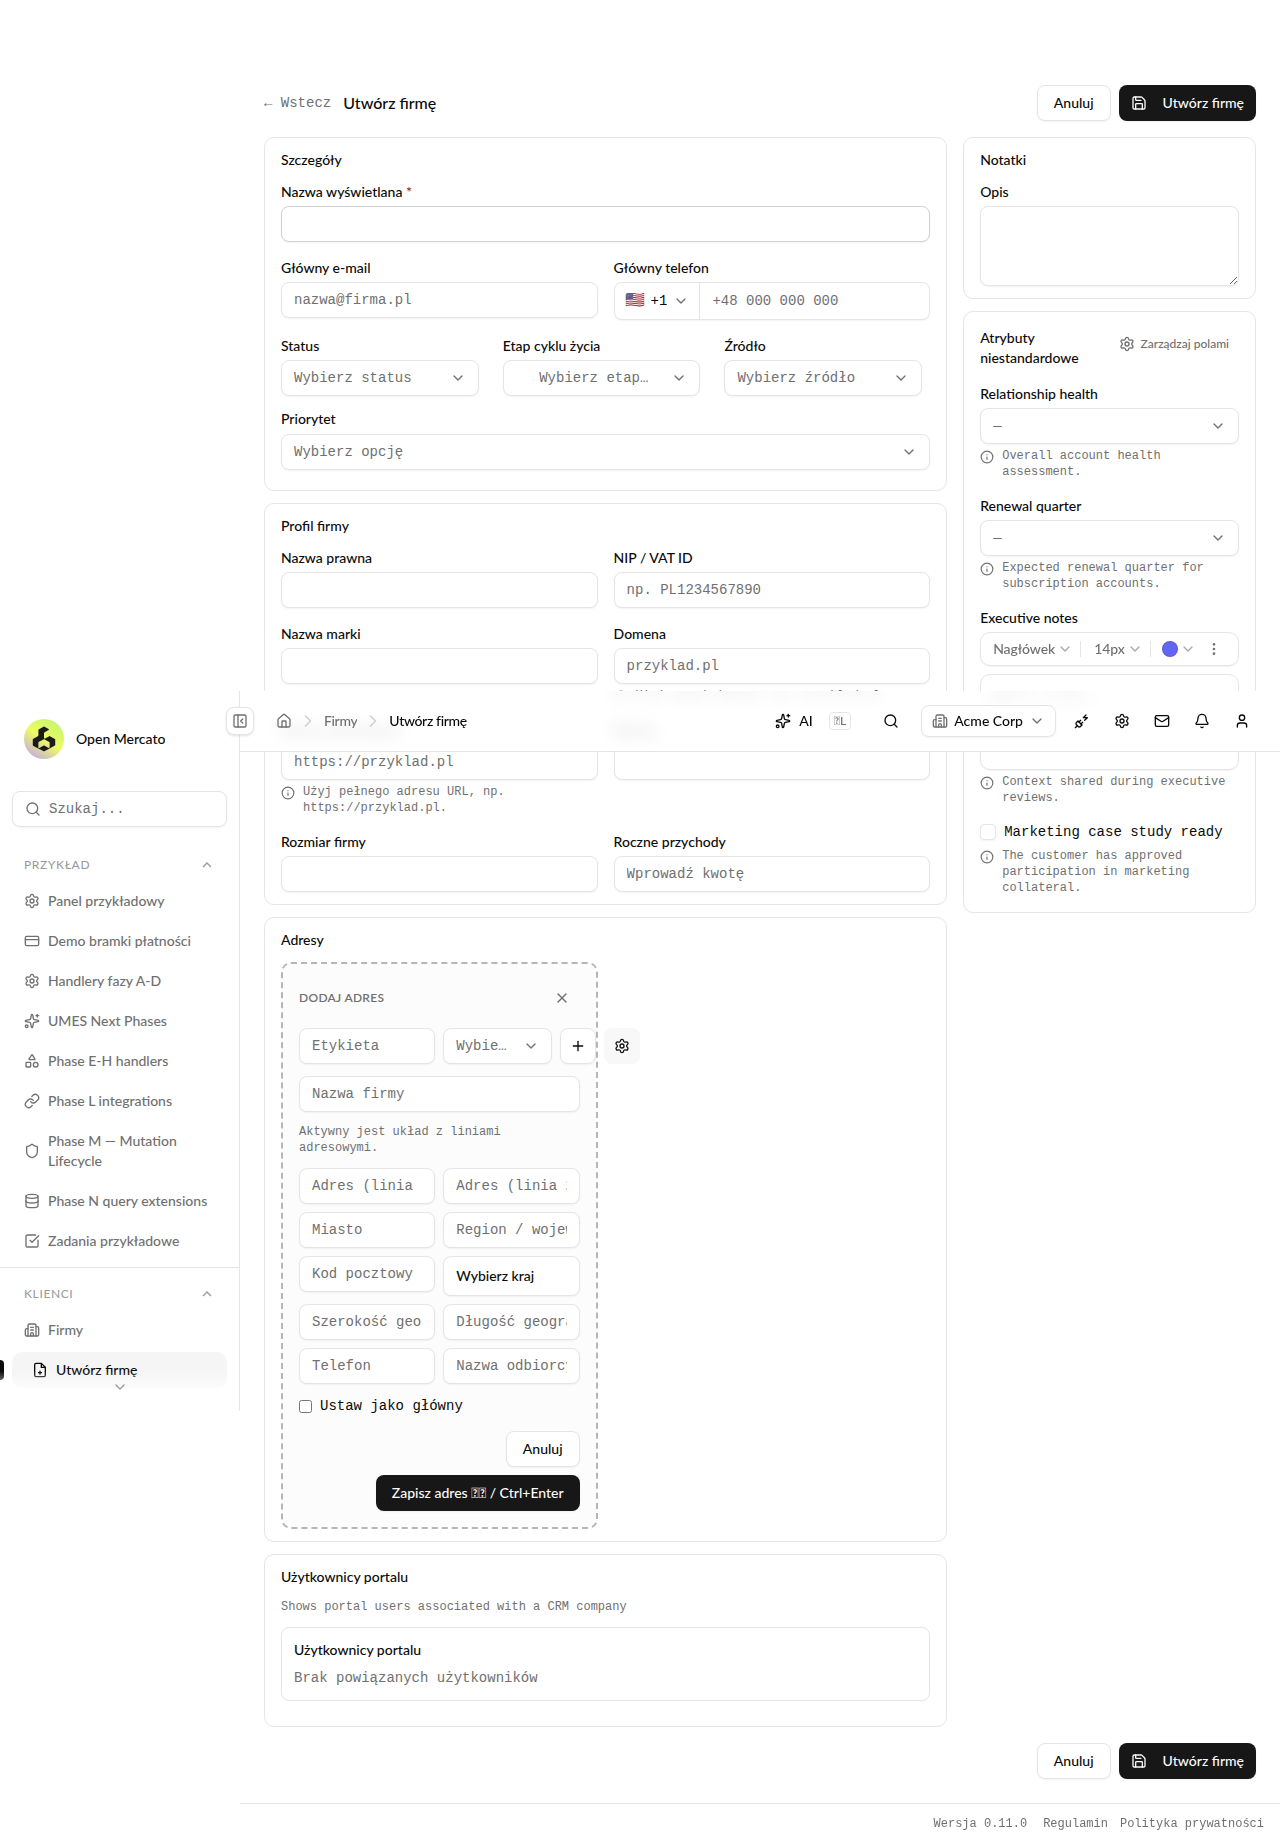 ← Wstecz Utwórz firmę
Anuluj
Utwórz firmę
Szczegóły
Nazwa wyświetlana *
Główny e-mail
Główny telefon
nazwa@firma.pl
+1
+48 000 000 000
Status
Etap cyklu życia
Źródło
Wybierz status
Wybierz etap…
Wybierz źródło
Priorytet
Wybierz opcję
Notatki
Opis
Atrybuty
niestandardowe
Zarządzaj polami
Relationship health
—
Overall account health
assessment.
Renewal quarter
—
Expected renewal quarter for
subscription accounts.
Executive notes
Nagłówek
14px
Profil firmy
Nazwa prawna
NIP / VAT ID
np. PL1234567890
Nazwa marki
Domena
przyklad.pl
Open Mercato
Firmy
Utwórz firmę
AI
L
Acme Corp
https://przyklad.pl
Użyj pełnego adresu URL, np.
https://przyklad.pl.
Rozmiar firmy
Roczne przychody
Wprowadź kwotę
Context shared during executive
reviews.
Marketing case study ready
The customer has approved
participation in marketing
collateral.
Szukaj...
PRZYKŁAD
Panel przykładowy
Demo bramki płatności
Handlery fazy A-D
UMES Next Phases
Phase E-H handlers
Phase L integrations
Phase M — Mutation
Lifecycle
Phase N query extensions
Zadania przykładowe
KLIENCI
Firmy
Utwórz firmę
Adresy
DODAJ ADRES
Etykieta
Wybie…
Nazwa firmy
Aktywny jest układ z liniami
adresowymi.
Adres (linia
Adres (linia
Miasto
Region / woje
Kod pocztowy
Wybierz kraj
Szerokość geo
Długość geogr
Telefon
Nazwa odbiorc
Ustaw jako główny
Anuluj
Zapisz adres / Ctrl+Enter
Użytkownicy portalu
Shows portal users associated with a CRM company
Użytkownicy portalu
Brak powiązanych użytkowników
Anuluj
Utwórz firmę
Wersja 0.11.0 Regulamin Polityka prywatności